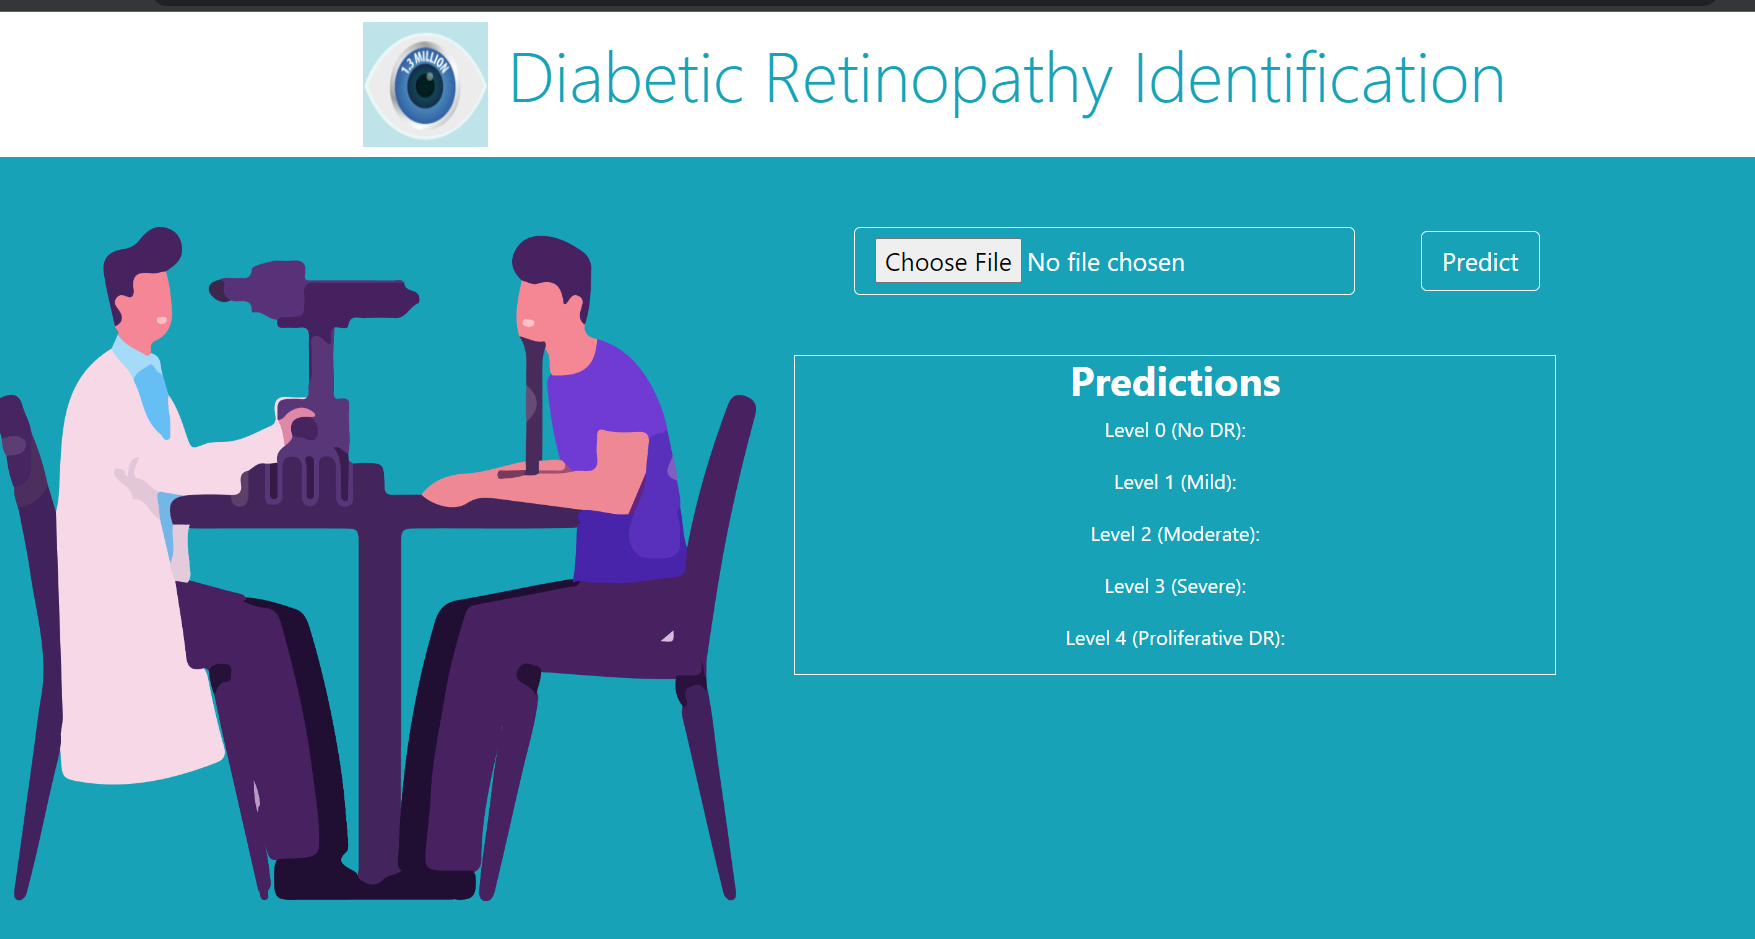 1.3 MILLION
Diabetic Retinopathy Identification
Choose File No file chosen
Predict
Predictions
Level 0 (No DR):
Level 1 (Mild):
Level 2 (Moderate):
Level 3 (Severe):
Level 4 (Proliferative DR):